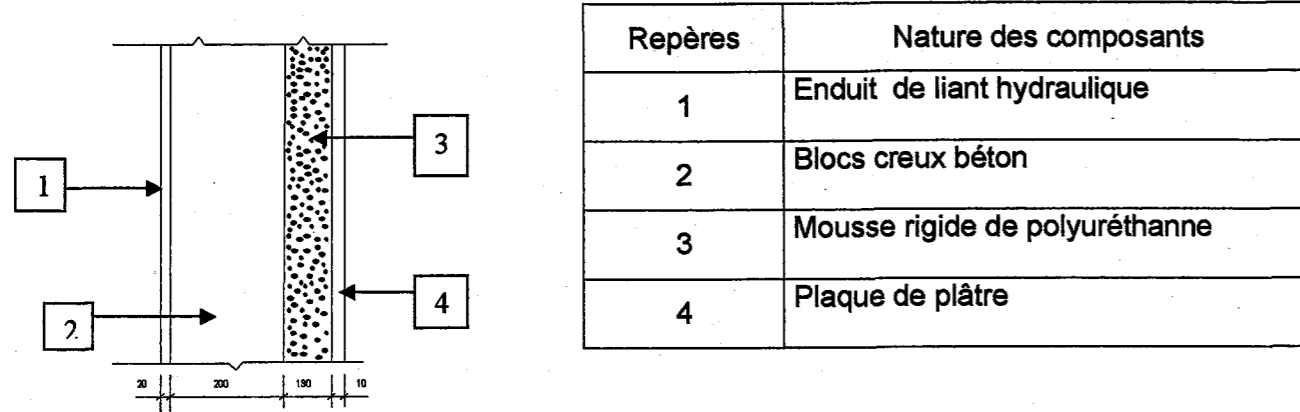 1
2
3
4
20 200 130 10
Repères Nature des composants
1 Enduit de liant hydraulique
2 Blocs creux béton
3 Mousse rigide de polyuréthanne
4 Plaque de plâtre